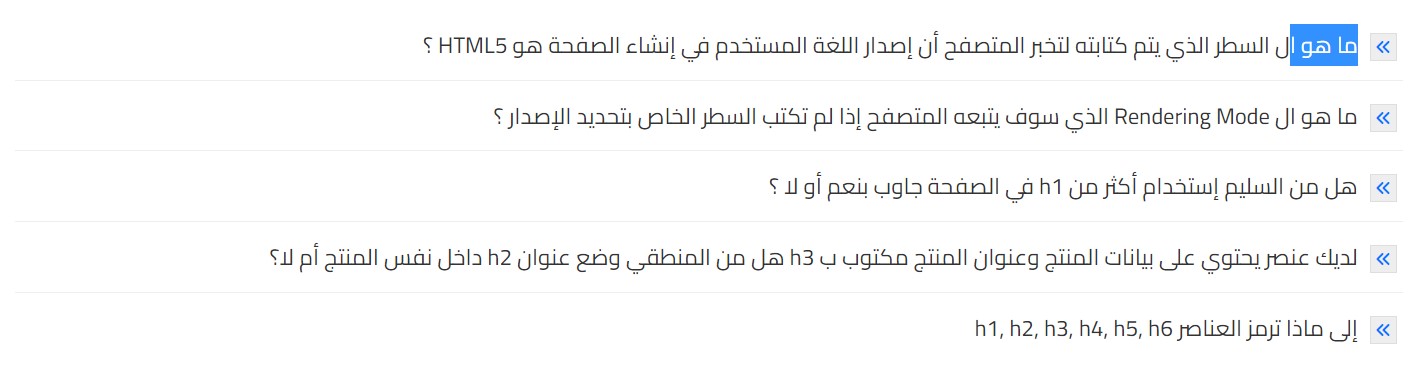 ما هو ال السطر الذي يتم كتابته لتخبر المتصفح أن إصدار اللغة المستخدم في إنشاء الصفحة هو HTML5 ؟
ما هو ال Rendering Mode الذي سوف يتبعه المتصفح إذا لم تكتب السطر الخاص بتحديد الإصدار ؟
هل من السليم إستخدام أكثر من h1 في الصفحة جاوب بنعم أو لا ؟
لديك عنصر يحتوي على بيانات المنتج وعنوان المنتج مكتوب ب h3 هل من المنطقي وضع عنوان h2 داخل نفس المنتج أم لا؟
إلى ماذا ترمز العناصر h1, h2, h3, h4, h5, h6